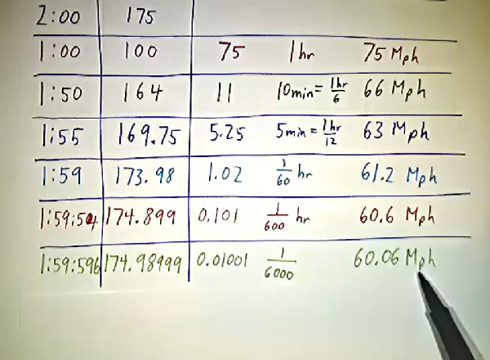 2:00 175
1:00 100 75 1hr 75 Mph
1:50 164 11 10min = 1hr/6 66 Mph
1:55 169.75 5.25 5min = 1hr/12 63 Mph
1:59 173.98 1.02 1/60 hr 61.2 Mph
1:59:54 174.899 0.101 1/600 hr 60.6 Mph
1:59:596 174.98999 0.01001 1/6000 60.06 Mph